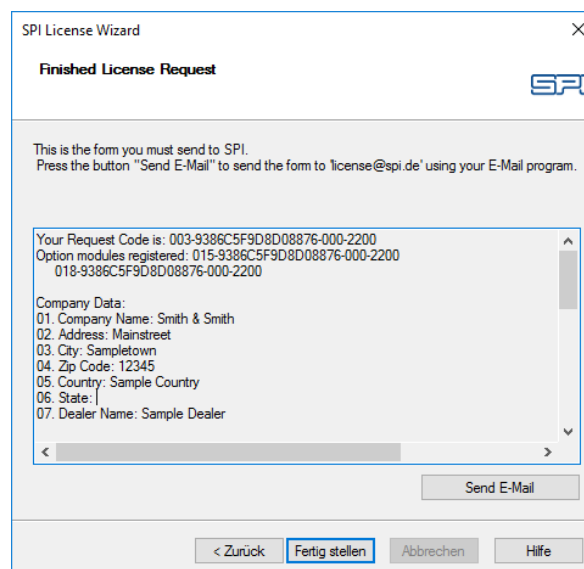 SPI License Wizard
Finished License Request
SPI
This is the form you must send to SPI.
Press the button "Send E-Mail" to send the form to 'license@spi.de' using your E-Mail program.
Your Request Code is: 003-9386C5F9D8D08876-000-2200
Option modules registered: 015-9386C5F9D8D08876-000-2200
018-9386C5F9D8D08876-000-2200
Company Data:
01. Company Name: Smith & Smith
02. Address: Mainstreet
03. City: Sampletown
04. Zip Code: 12345
05. Country: Sample Country
06. State:
07. Dealer Name: Sample Dealer
Send E-Mail
< Zurück Fertig stellen Abbrechen Hilfe